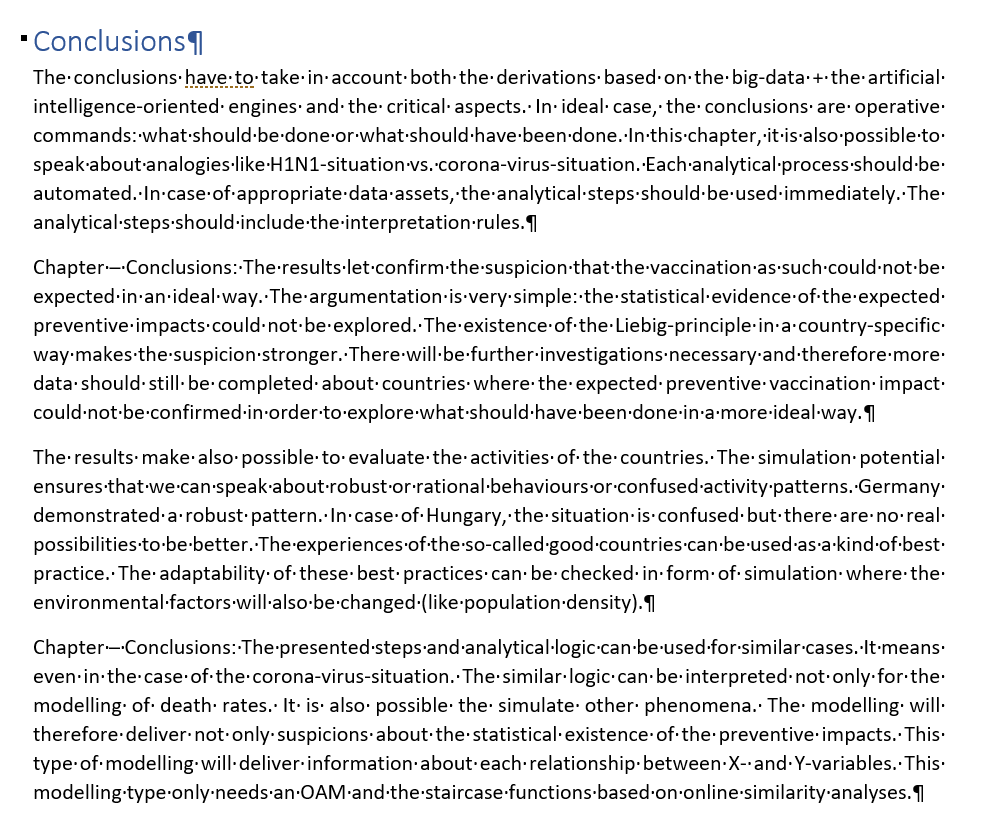 Conclusions¶
The conclusions have to take in account both the derivations based on the big-data + the artificial
intelligence-oriented engines and the critical aspects. In ideal case, the conclusions are operative
commands: what should be done or what should have been done. In this chapter, it is also possible to
speak about analogies like H1N1-situation vs. corona-virus-situation. Each analytical process should be
automated. In case of appropriate data assets, the analytical steps should be used immediately. The
analytical steps should include the interpretation rules.¶
Chapter – Conclusions: The results let confirm the suspicion that the vaccination as such could not be
expected in an ideal way. The argumentation is very simple: the statistical evidence of the expected
preventive impacts could not be explored. The existence of the Liebig-principle in a country-specific
way makes the suspicion stronger. There will be further investigations necessary and therefore more
data should still be completed about countries where the expected preventive vaccination impact
could not be confirmed in order to explore what should have been done in a more ideal way.¶
The results make also possible to evaluate the activities of the countries. The simulation potential
ensures that we can speak about robust or rational behaviours or confused activity patterns. Germany
demonstrated a robust pattern. In case of Hungary, the situation is confused but there are no real
possibilities to be better. The experiences of the so-called good countries can be used as a kind of best
practice. The adaptability of these best practices can be checked in form of simulation where the
environmental factors will also be changed (like population density).¶
Chapter – Conclusions: The presented steps and analytical logic can be used for similar cases. It means
even in the case of the corona-virus-situation. The similar logic can be interpreted not only for the
modelling of death rates. It is also possible the simulate other phenomena. The modelling will
therefore deliver not only suspicions about the statistical existence of the preventive impacts. This
type of modelling will deliver information about each relationship between X- and Y-variables. This
modelling type only needs an OAM and the staircase functions based on online similarity analyses.¶